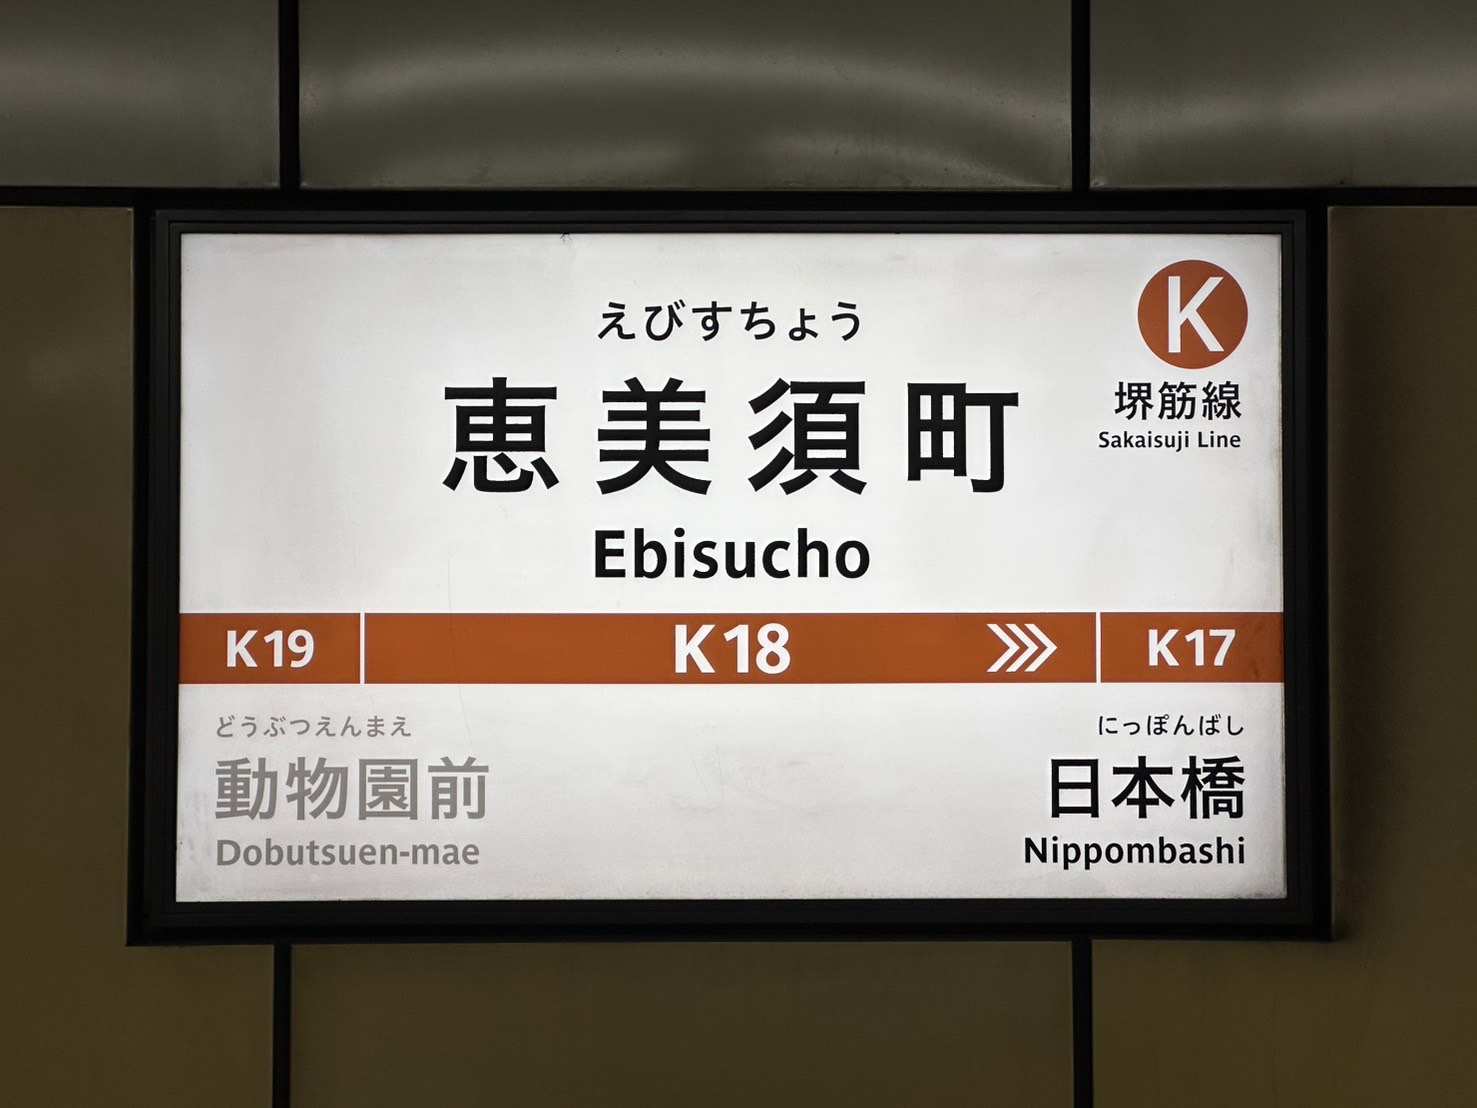 えびすちょう
恵美須町
Ebisucho
K
堺筋線
Sakaisuji Line
K19
K18
K17
どうぶつえんまえ
動物園前
Dobutsuen-mae
にっぽんばし
日本橋
Nippombashi